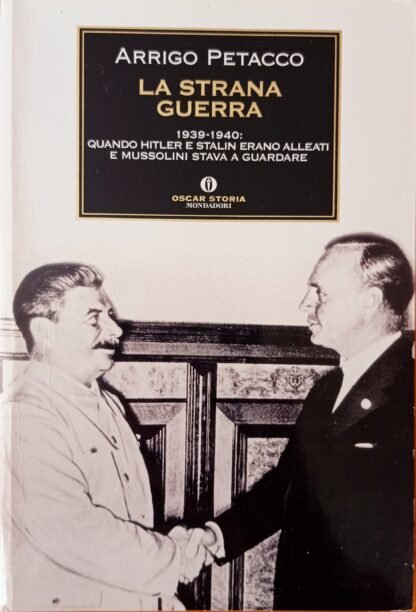 ARRIGO PETACCO
LA STRANA
GUERRA
1939-1940:
QUANDO HITLER E STALIN ERANO ALLEATI
E MUSSOLINI STAVA A GUARDARE
OSCAR STORIA
MONDADORI